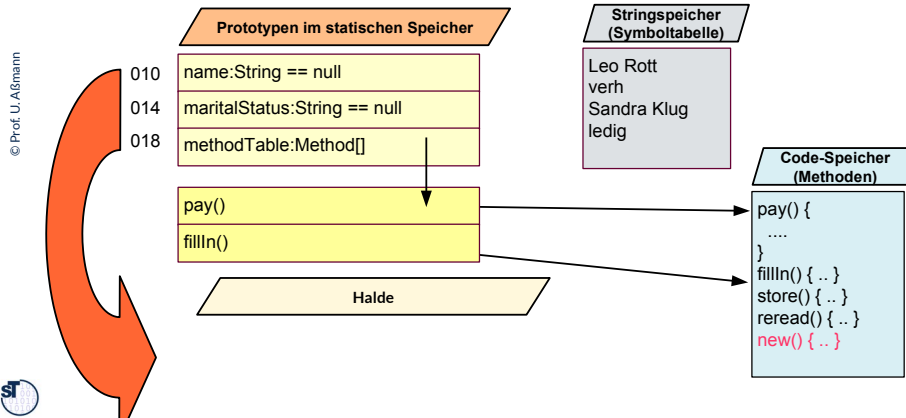 © Prof. U. Aßmann
Prototypen im statischen Speicher
010 name:String == null
014 maritalStatus:String == null
018 methodTable:Method[]
pay()
fillIn()
Halde
Stringspeicher
(Symboltabelle)
Leo Rott
verh
Sandra Klug
ledig
Code-Speicher
(Methoden)
pay() {
....
}
fillIn() { .. }
store() { .. }
reread() { .. }
new() { .. }
ST